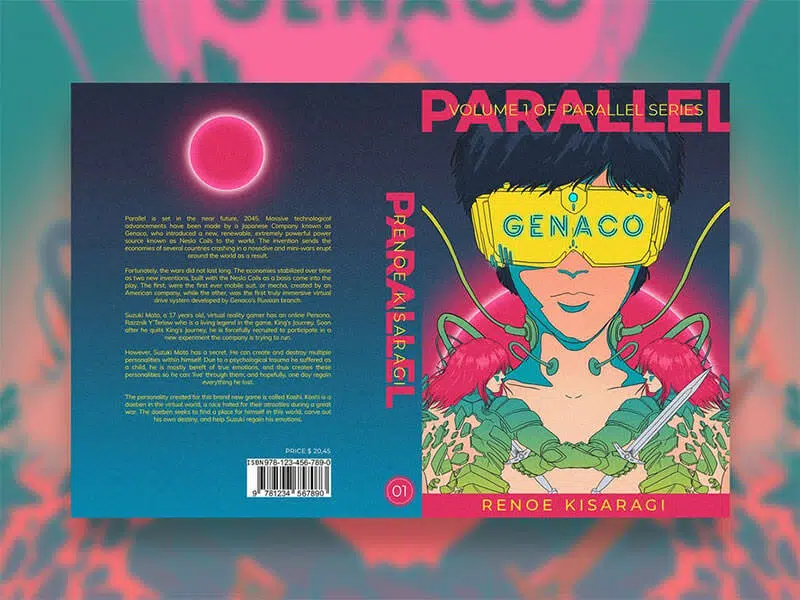 GENACO
Parallel is set in the near future, 2045. Massive technological
advancements have been made by a Japanese Company known as
Genaco, who introduced a new, renewable, extremely powerful power
source known as Neslo Coils to the world. The invention sends the
economies of several countries crashing in a nosedive and mini-wars erupt
around the world as a result.
Fortunately, the wars did not last long. The economies stabilized over time
as two new inventions, built with the Neslo Coils as a basis come into the
play. The first, were the first ever mobile suit, or mecha, created by an
American company, while the other, was the first truly immersive virtual
drive system developed by Genaco's Russian branch.
Suzuki Mato, a 17 years old, virtual reality gamer has an online Persona,
Razznik Y'Terlow who is a living legend in the game, King's Journey. Soon
after he quits King's Journey, he is forcefully recruited to participate in a
new experiment the company is trying to run.
However, Suzuki Mato has a secret. He can create and destroy multiple
personalities within himself. Due to a psychological trauma he suffered as
a child, he is mostly bereft of true emotions, and thus creates these
personalities so he can 'live' through them, and hopefully, one day regain
everything he lost.
The personality created for this brand new game is called Kashi. Kashi is a
daeben in the virtual world, a race hated for their atrocities during a great
war. The daeben seeks to find a place for himself in this world, carve out
his own destiny, and help Suzuki regain his emotions.
PRICE $ 20,45
ISBN 978-123-456-789-0
9 781234 567890
PARALLEL
RENOE KISARAGI
01
PARALLEL
VOLUME 1 OF PARALLEL SERIES
GENACO
RENOE KISARAGI